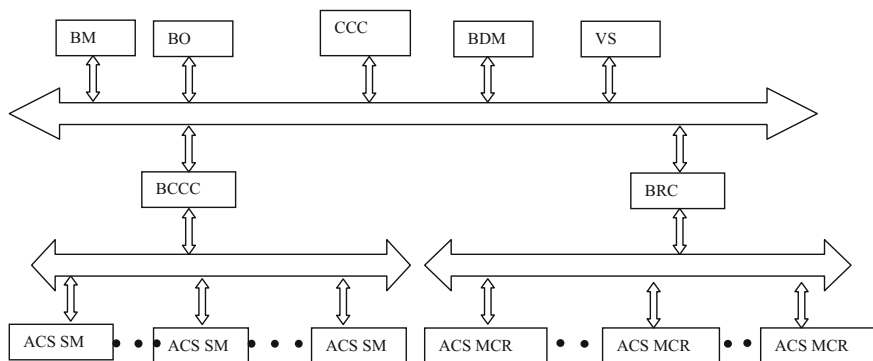 BM
BO
CCC
BDM
VS
BCCC
BRC
ACS SM
ACS SM
ACS SM
ACS MCR
ACS MCR
ACS MCR